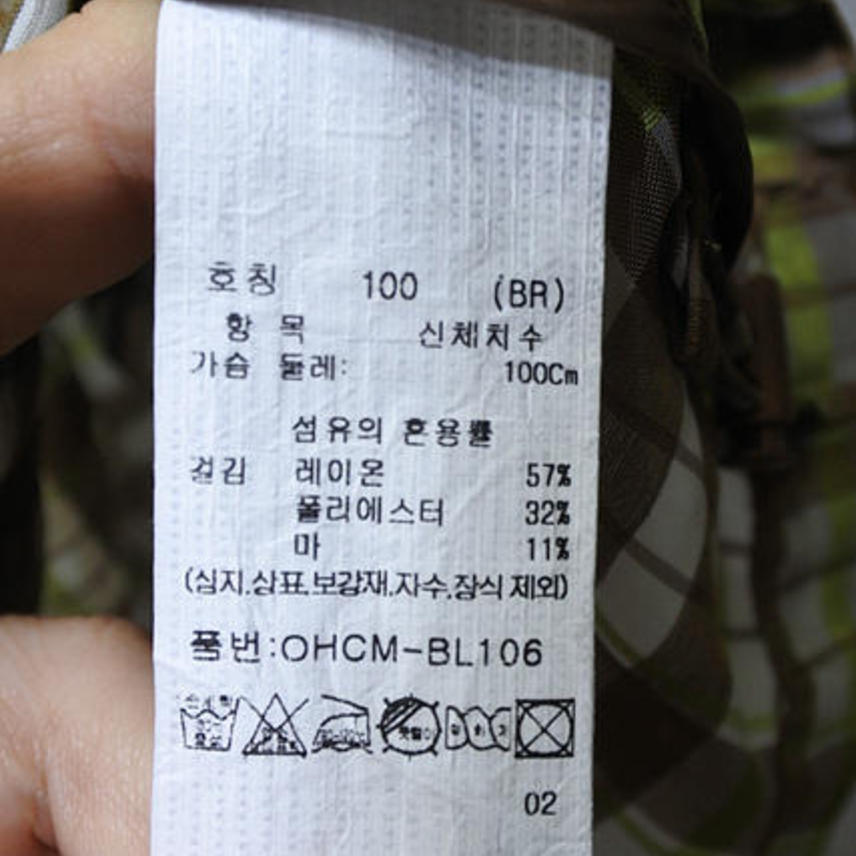 호칭 100 (BR)
항 목 신체치수
가슴 둘레: 100Cm
섬유의 혼용률
겉감 레이온 57%
폴리에스터 32%
마 11%
(심지.상표.보강재.자수.장식 제외)
품번:OHCM-BL106
02